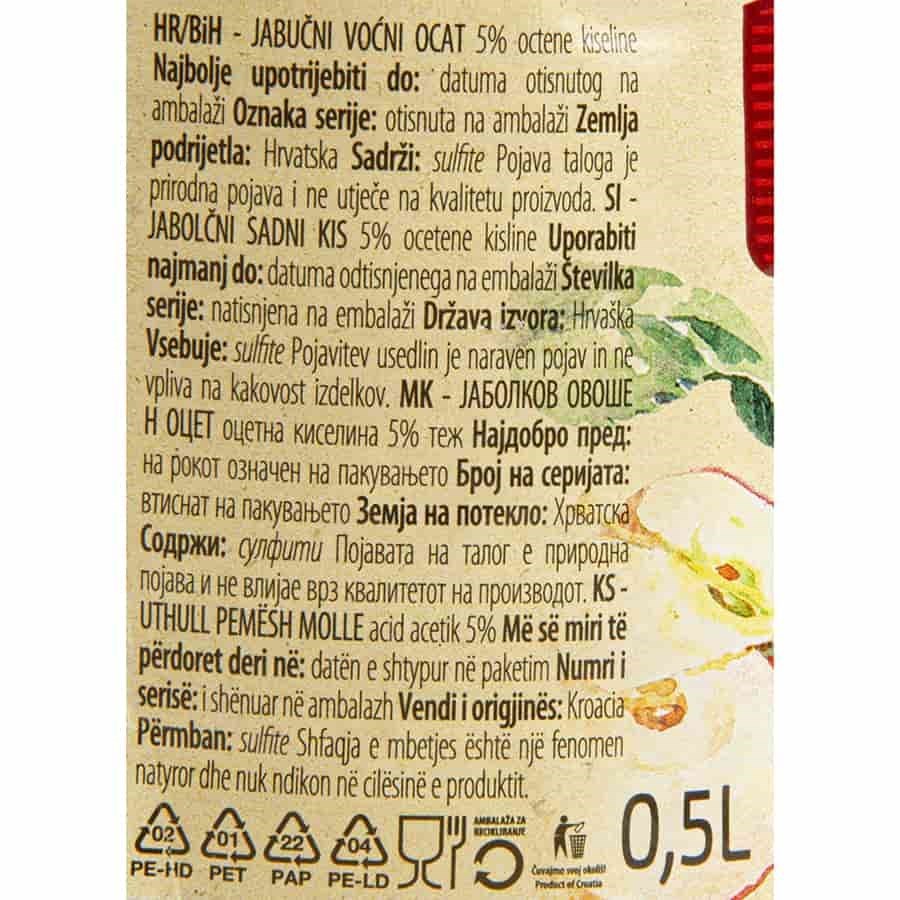 HR/BiH - JABUČNI VOĆNI OCAT 5% octene kiseline
Najbolje upotrijebiti do: datuma otisnutog na
ambalaži Oznaka serije: otisnuta na ambalaži Zemlja
podrijetla: Hrvatska Sadrži: sulfite Pojava taloga je
prirodna pojava i ne utječe na kvalitetu proizvoda. SI -
JABOLČNI SADNI KIS 5% ocetene kisline Uporabiti
najmanj do: datuma odtisnjenega na embalaži Številka
serije: natisnjena na embalaži Država izvora: Hrvaška
Vsebuje: sulfite Pojavitev usedlin je naraven pojav in ne
vpliva na kakovost izdelkov. MK - ЈАБОЛКОВ ОВОШЕ
Н ОЦЕТ оцетна киселина 5% теж Најдобро пред:
на рокот означен на пакувањето Број на серијата:
втиснат на пакувањето Земја на потекло: Хрватска
Содржи: сулфити Појавата на талог е природна
појава и не влијае врз квалитетот на производот. KS -
UTHULL PEMËSH MOLLE acid acetik 5% Më së miri të
përdoret deri në: datën e shtypur në paketim Numri i
serisë: i shënuar në ambalazh Vendi i origjinës: Kroacia
Përmban: sulfite Shfaqja e mbetjes është një fenomen
natyror dhe nuk ndikon në cilësinë e produktit.
02 01 22 04
PE-HD PET PAP PE-LD
AMBALAŽA ZA
RECIKLIRANJE
Čuvajmo svoj okoliš!
Product of Croatia
0,5L